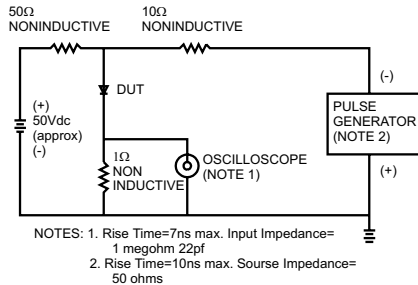 50Ω
NONINDUCTIVE
10Ω
NONINDUCTIVE
(+)
50Vdc
(approx)
(-)
DUT
1Ω
NON
INDUCTIVE
OSCILLOSCOPE
(NOTE 1)
(-)
PULSE
GENERATOR
(NOTE 2)
(+)
NOTES: 1. Rise Time=7ns max. Input Impedance=
1 megohm 22pf
2. Rise Time=10ns max. Sourse Impedance=
50 ohms